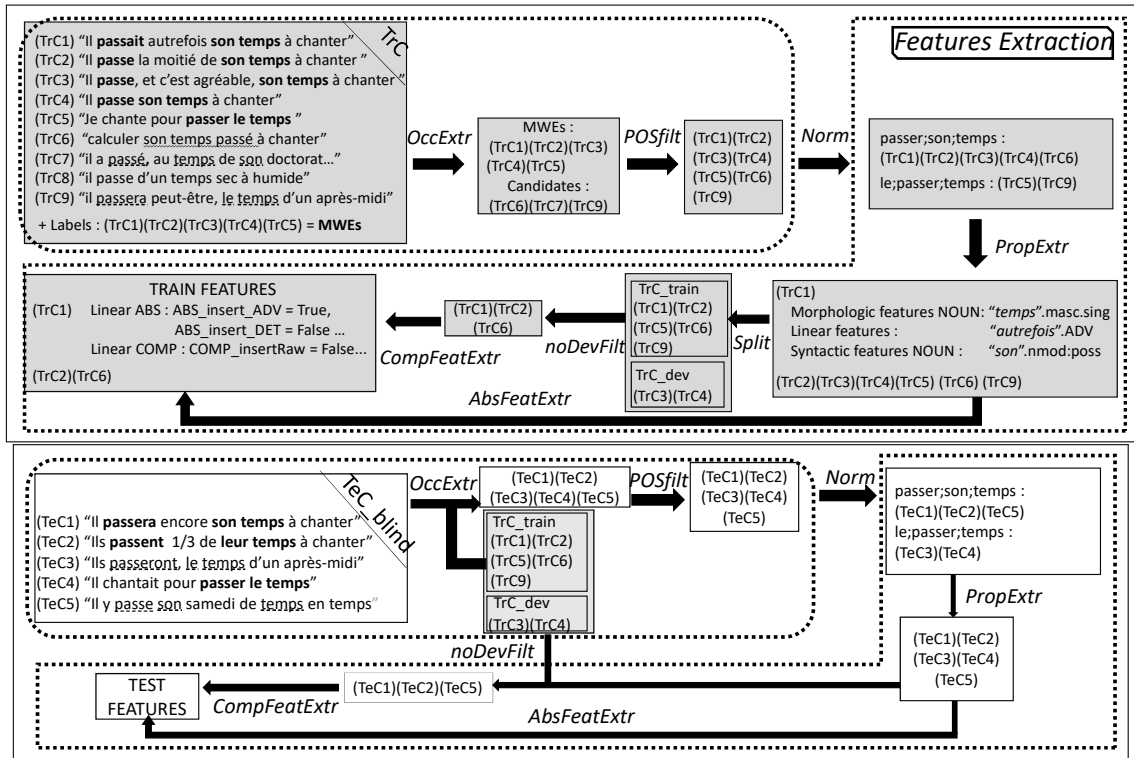 (TrC1) “Il passait autrefois son temps à chanter”
(TrC2) “Il passe la moitié de son temps à chanter ”
(TrC3) “Il passe, et c'est agréable, son temps à chanter ”
(TrC4) “Il passe son temps à chanter”
(TrC5) “Je chante pour passer le temps ”
(TrC6) “calculer son temps passé à chanter”
(TrC7) “il a passé, au temps de son doctorat…”
(TrC8) “il passe d'un temps sec à humide”
(TrC9) “il passera peut-être, le temps d'un après-midi”
+ Labels : (TrC1)(TrC2)(TrC3)(TrC4)(TrC5) = MWEs
TrC
OccExtr
MWEs :
(TrC1)(TrC2)(TrC3)
(TrC4)(TrC5)
Candidates :
(TrC6)(TrC7)(TrC9)
POSfilt
(TrC1)(TrC2)
(TrC3)(TrC4)
(TrC5)(TrC6)
(TrC9)
Norm
Features Extraction
passer;son;temps :
(TrC1)(TrC2)(TrC3)(TrC4)(TrC6)
le;passer;temps : (TrC5)(TrC9)
PropExtr
(TrC1)
Morphologic features NOUN: “temps”.masc.sing
Linear features : “autrefois”.ADV
Syntactic features NOUN : “son”.nmod:poss
(TrC2)(TrC3)(TrC4)(TrC5) (TrC6) (TrC9)
Split
TrC_train
(TrC1)(TrC2)
(TrC5)(TrC6)
(TrC9)
TrC_dev
(TrC3)(TrC4)
noDevFilt
(TrC1)(TrC2)
(TrC6)
CompFeatExtr
TRAIN FEATURES
(TrC1) Linear ABS : ABS_insert_ADV = True,
ABS_insert_DET = False …
Linear COMP : COMP_insertRaw = False...
(TrC2)(TrC6)
AbsFeatExtr
TeC_blind
(TeC1) “Il passera encore son temps à chanter”
(TeC2) “Ils passent 1/3 de leur temps à chanter”
(TeC3) “Ils passeront, le temps d'un après-midi”
(TeC4) “Il chantait pour passer le temps”
(TeC5) “Il y passe son samedi de temps en temps”
OccExtr
(TeC1)(TeC2)
(TeC3)(TeC4)(TeC5)
TrC_train
(TrC1)(TrC2)
(TrC5)(TrC6)
(TrC9)
TrC_dev
(TrC3)(TrC4)
POSfilt
(TeC1)(TeC2)
(TeC3)(TeC4)
(TeC5)
Norm
passer;son;temps :
(TeC1)(TeC2)(TeC5)
le;passer;temps :
(TeC3)(TeC4)
PropExtr
(TeC1)(TeC2)
(TeC3)(TeC4)
(TeC5)
noDevFilt
(TeC1)(TeC2)(TeC5)
CompFeatExtr
TEST
FEATURES
AbsFeatExtr